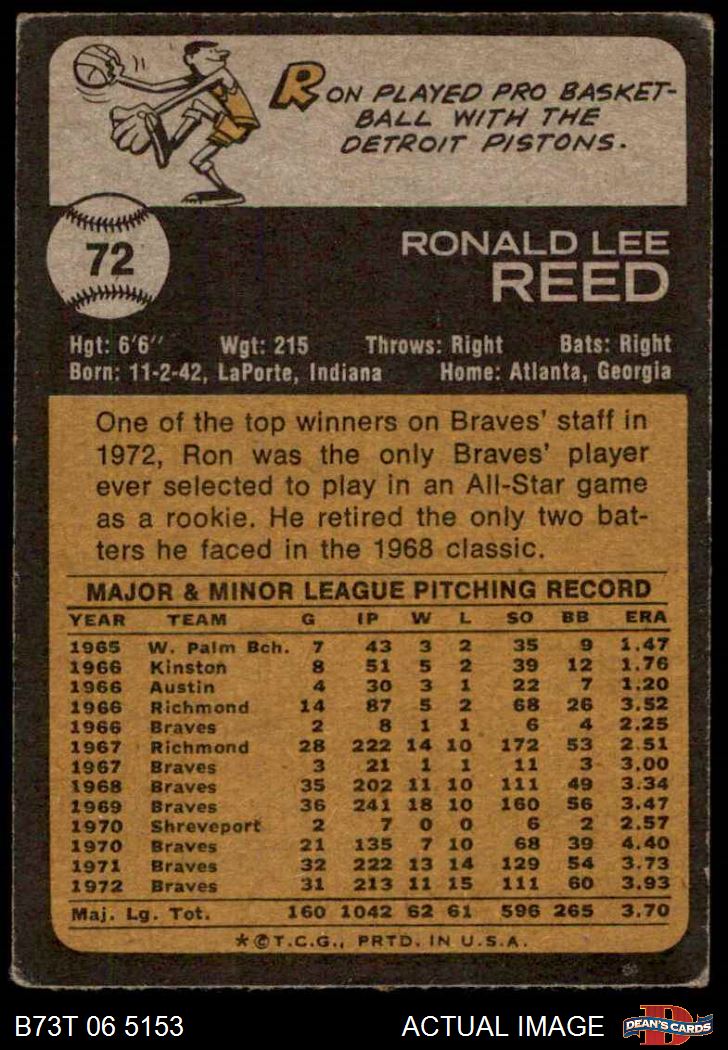 RON PLAYED PRO BASKET-
BALL WITH THE
DETROIT PISTONS.
72
RONALD LEE
REED
Hgt: 6'6" Wgt: 215 Throws: Right Bats: Right
Born: 11-2-42, LaPorte, Indiana Home: Atlanta, Georgia
One of the top winners on Braves' staff in
1972, Ron was the only Braves' player
ever selected to play in an All-Star game
as a rookie. He retired the only two bat-
ters he faced in the 1968 classic.
MAJOR & MINOR LEAGUE PITCHING RECORD
YEAR TEAM G IP W L SO BB ERA
1965 W. Palm Bch. 7 43 3 2 35 9 1.47
1966 Kinston 8 51 5 2 39 12 1.76
1966 Austin 4 30 3 1 22 7 1.20
1966 Richmond 14 87 5 2 68 26 3.52
1966 Braves 2 8 1 1 6 4 2.25
1967 Richmond 28 222 14 10 172 53 2.51
1967 Braves 3 21 1 1 11 3 3.00
1968 Braves 35 202 11 10 111 49 3.34
1969 Braves 36 241 18 10 160 56 3.47
1970 Shreveport 2 7 0 0 6 2 2.57
1970 Braves 21 135 7 10 68 39 4.40
1971 Braves 32 222 13 14 129 54 3.73
1972 Braves 31 213 11 15 111 60 3.93
Maj. Lg. Tot. 160 1042 62 61 596 265 3.70
*©T.C.G., PRTD. IN U.S.A.
B73T 06 5153 ACTUAL IMAGE
D
DEAN'S CARDS